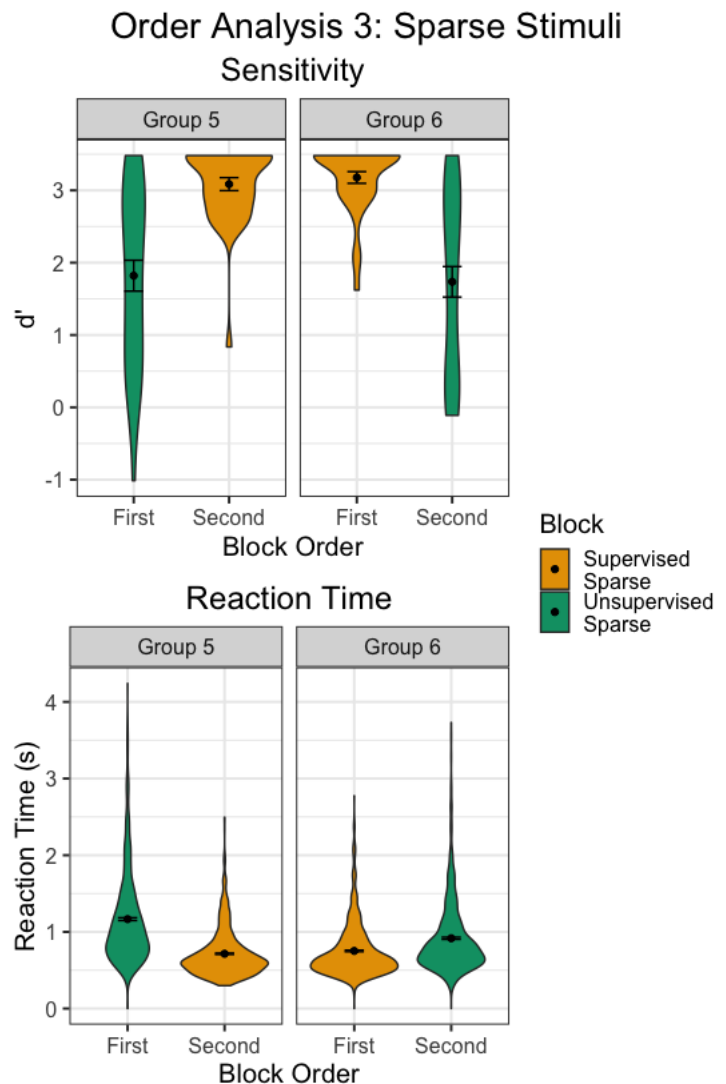 Order Analysis 3: Sparse Stimuli
Sensitivity
Group 5
Group 6
3
2
1
0
-1
d'
First
Second
First
Second
Block Order
Block
Supervised
Sparse
Unsupervised
Sparse
Reaction Time
Group 5
Group 6
4
3
2
1
0
Reaction Time (s)
First
Second
First
Second
Block Order